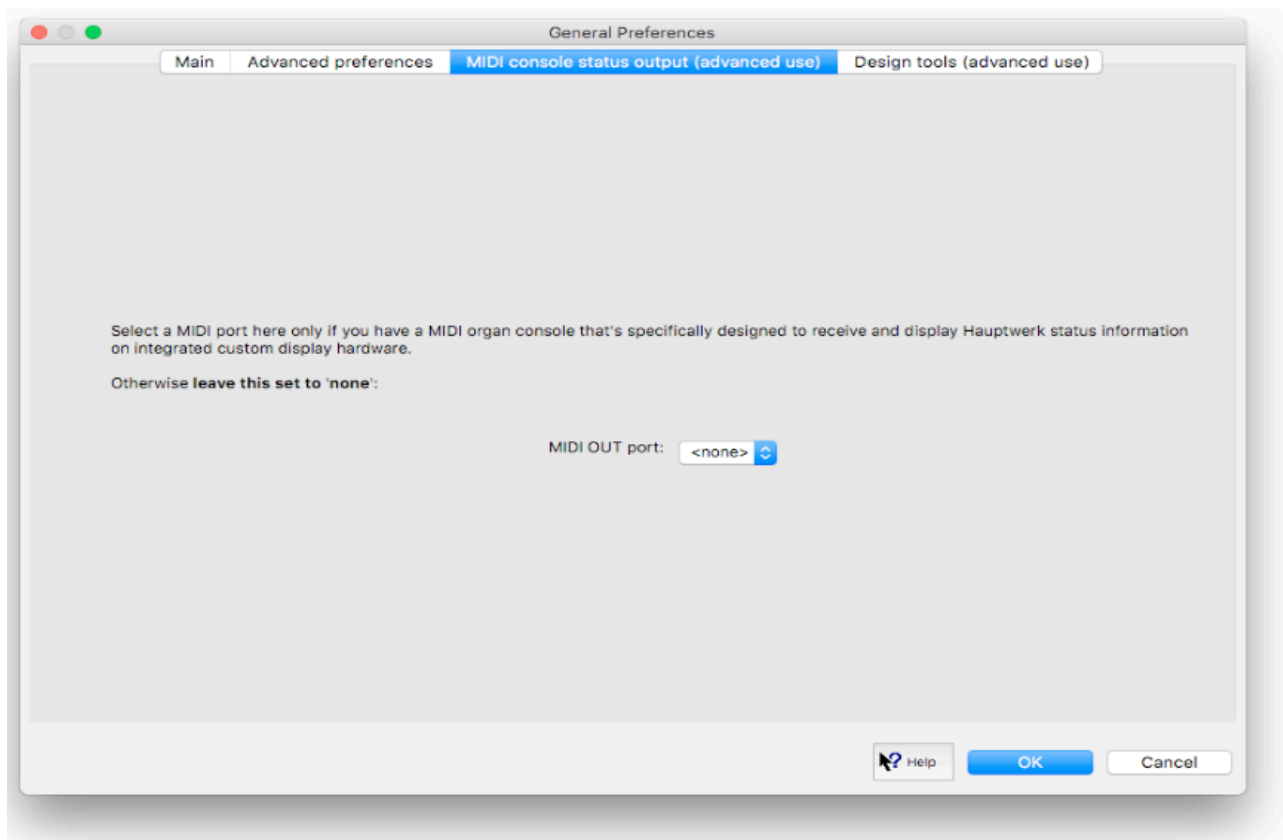 General Preferences
Main Advanced preferences MIDI console status output (advanced use) Design tools (advanced use)
Select a MIDI port here only if you have a MIDI organ console that's specifically designed to receive and display Hauptwerk status information
on integrated custom display hardware.
Otherwise leave this set to 'none':
MIDI OUT port: <none>
? Help OK Cancel